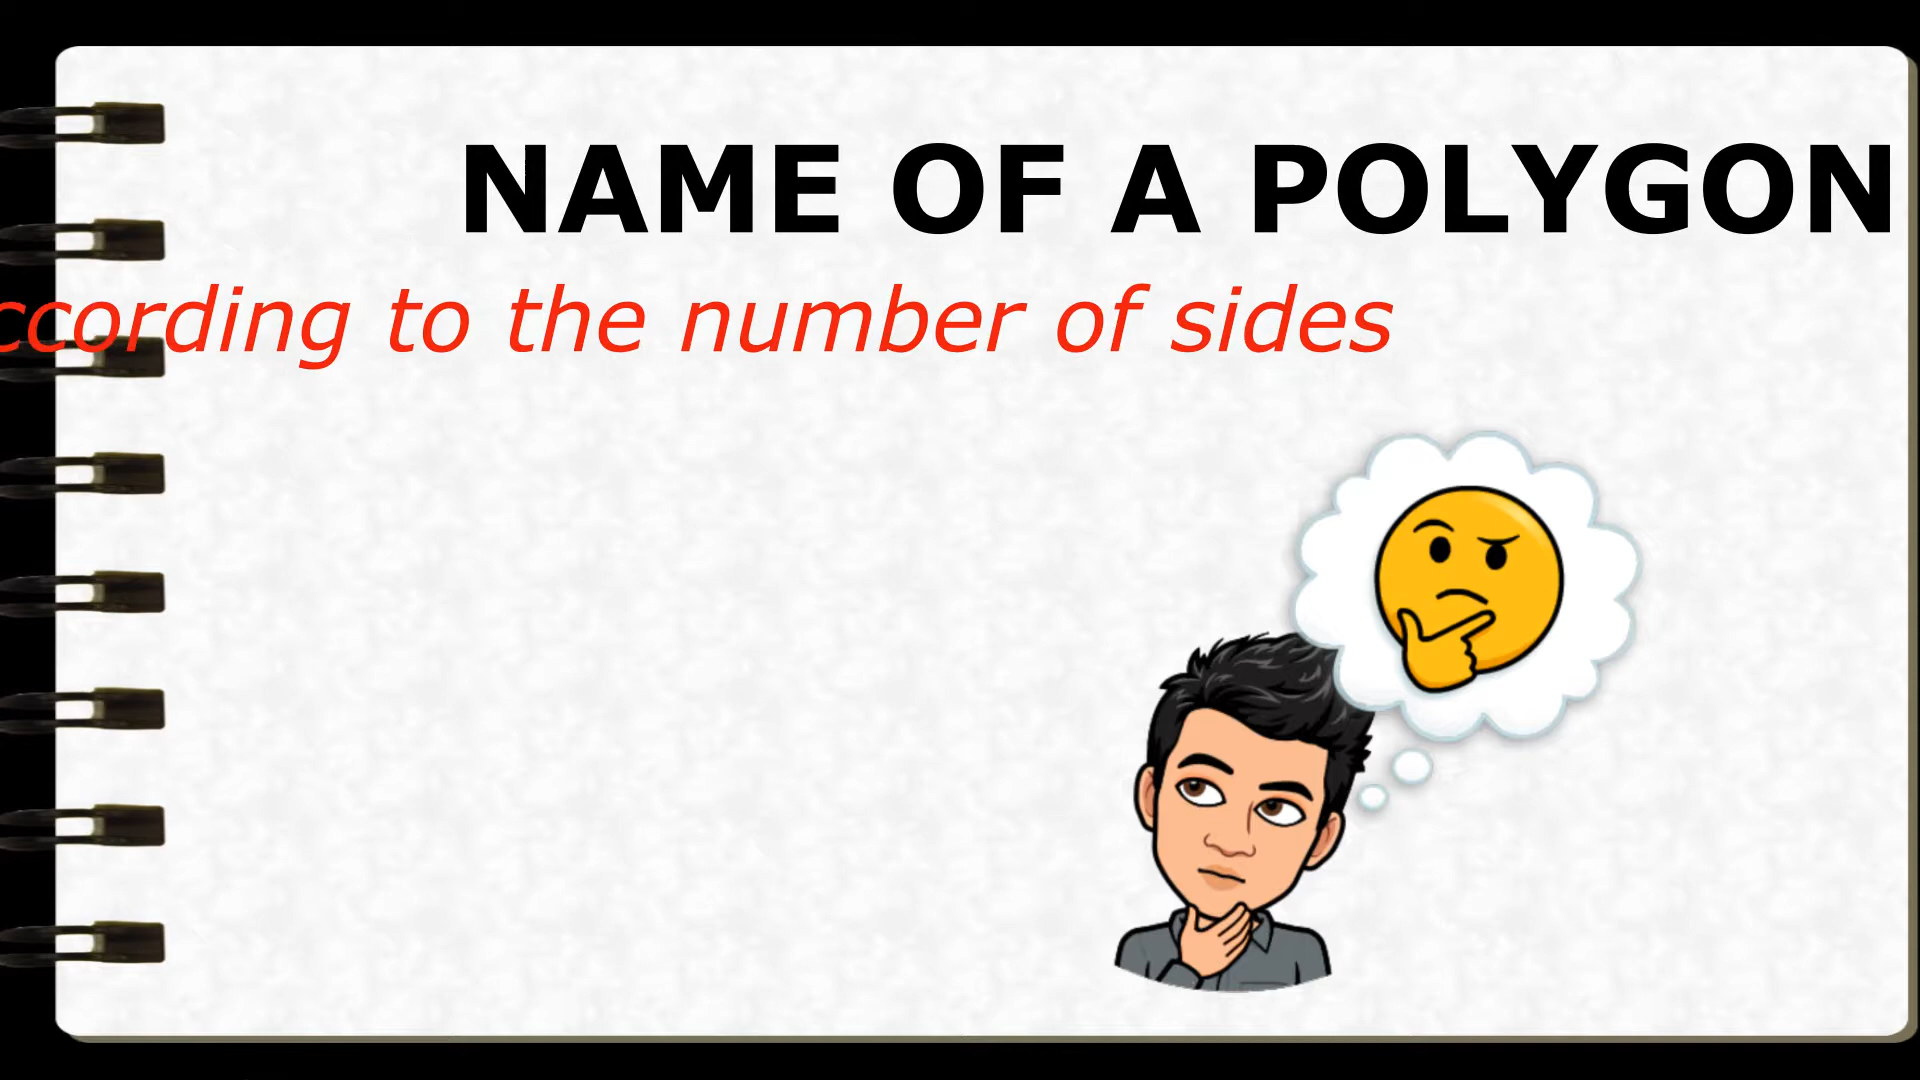 NAME OF A POLYGON
ccording to the number of sides